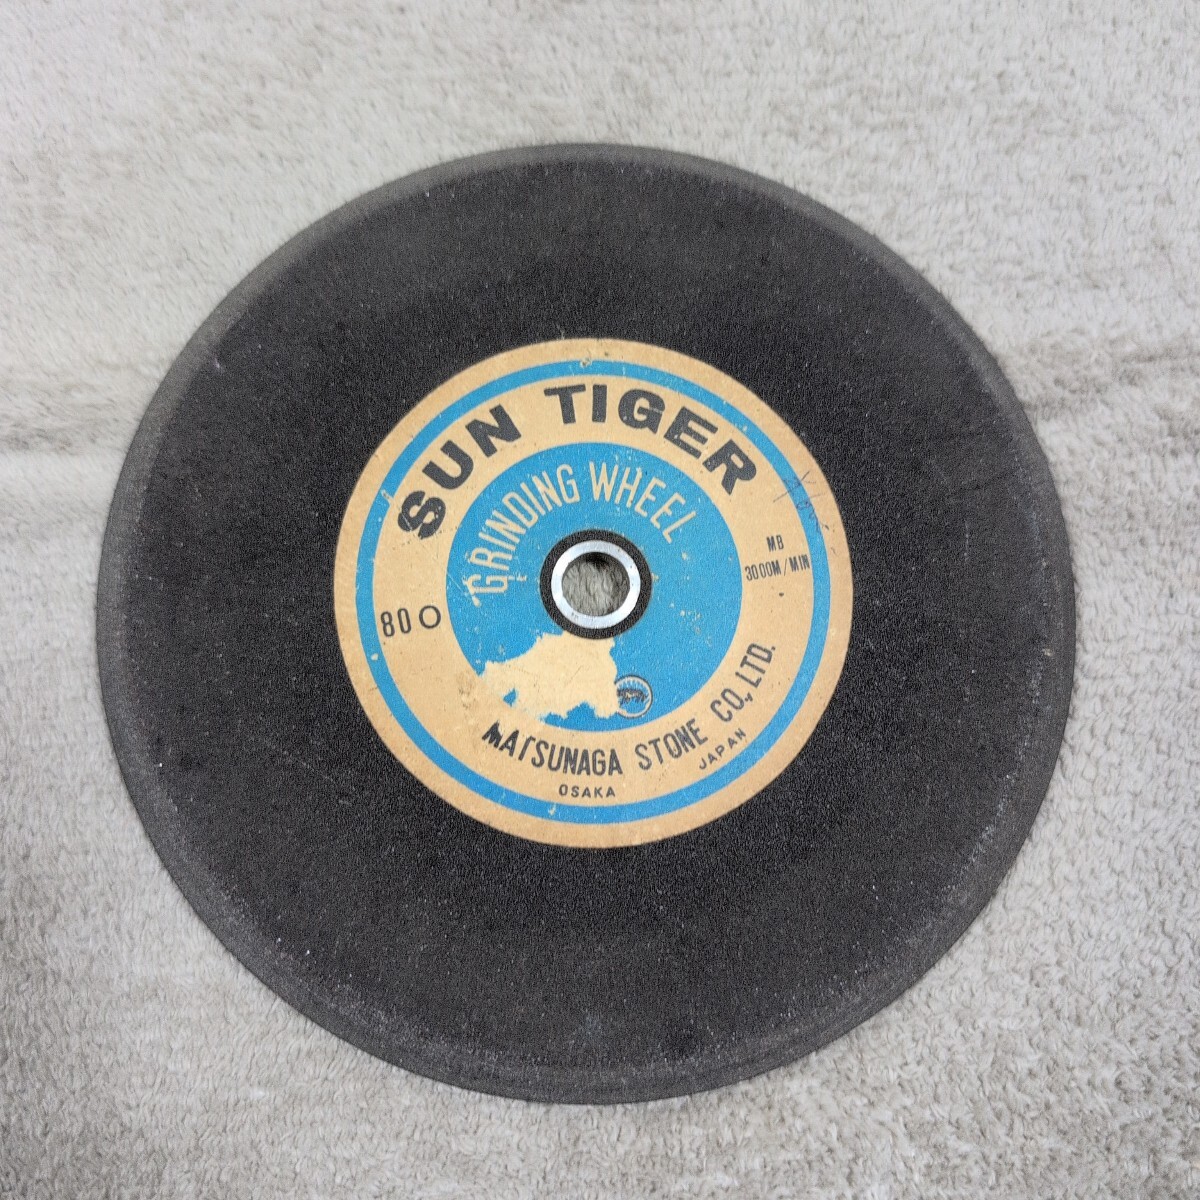 SUN TIGER
GRINDING WHEEL
MB
3000M/MIN
80 O
MATSUNAGA STONE CO., LTD.
OSAKA JAPAN